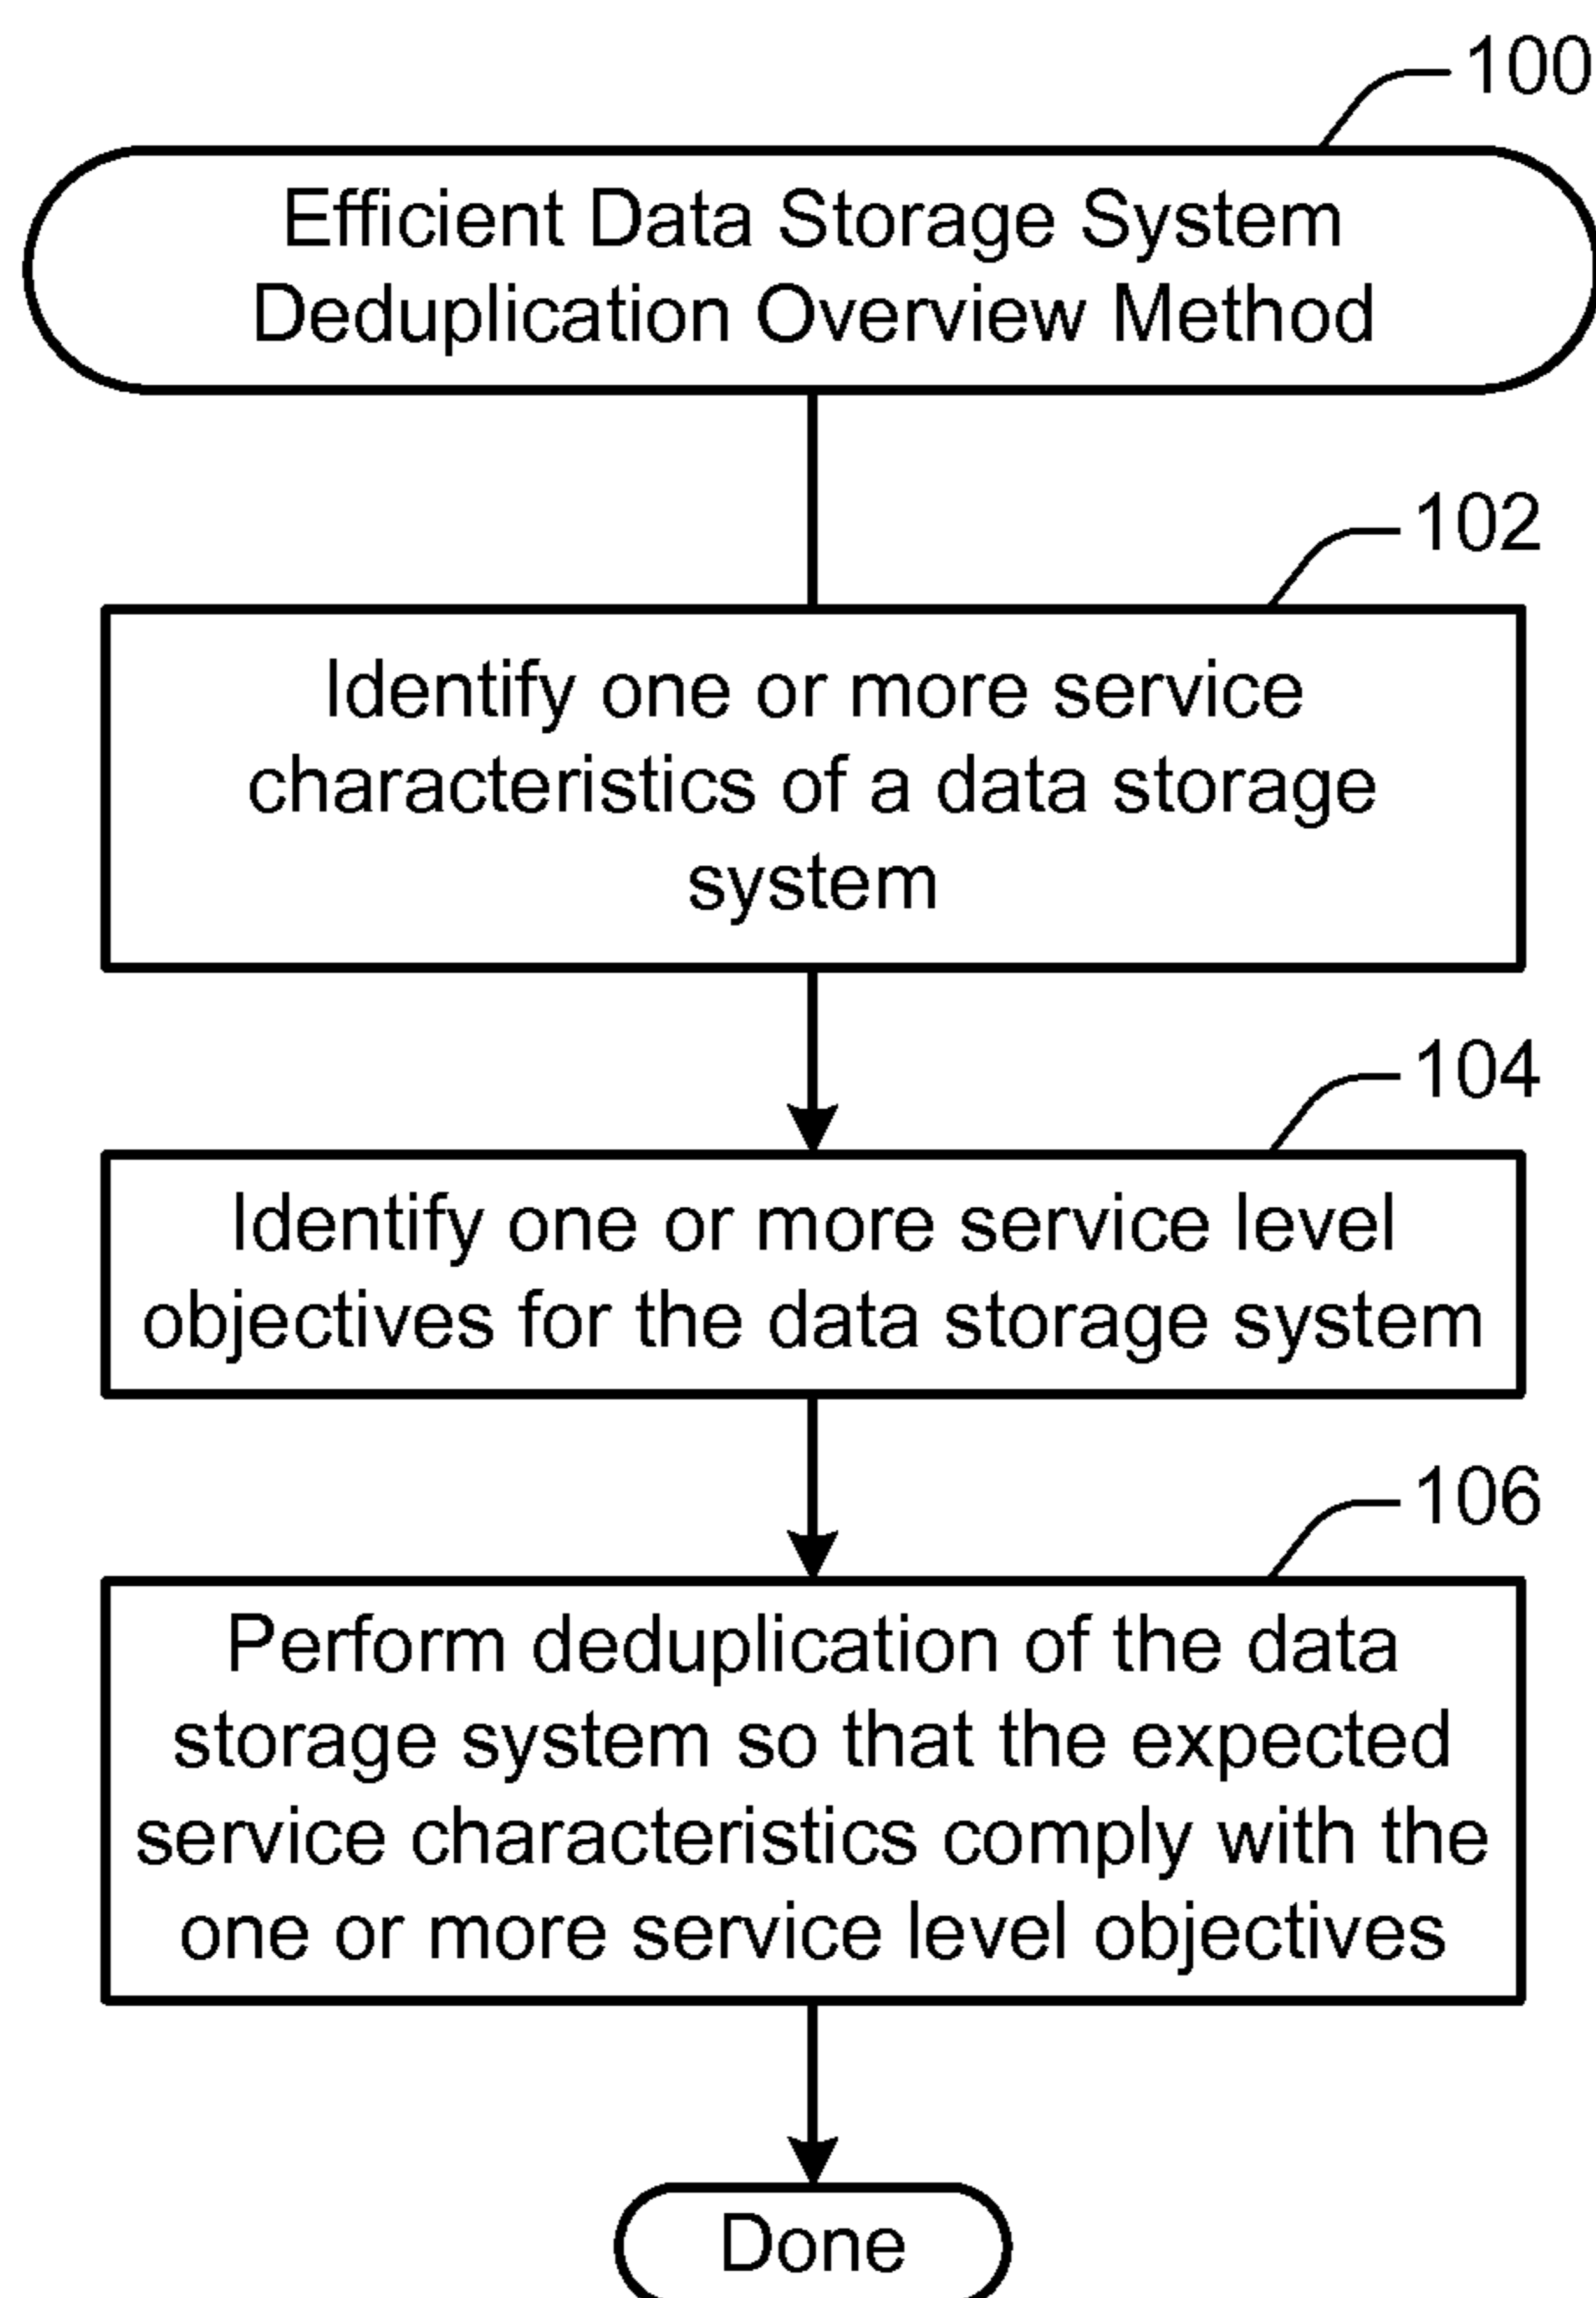 100
Efficient Data Storage System
Deduplication Overview Method
102
Identify one or more service
characteristics of a data storage
system
104
Identify one or more service level
objectives for the data storage system
106
Perform deduplication of the data
storage system so that the expected
service characteristics comply with the
one or more service level objectives
Done